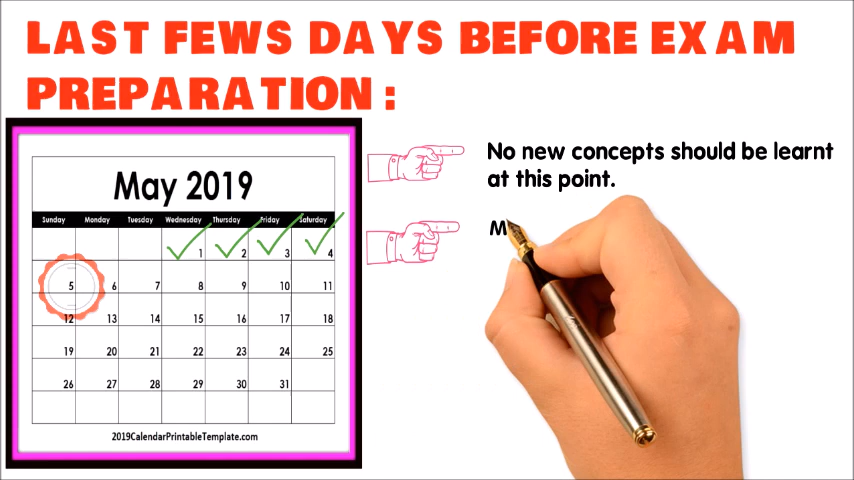 LAST FEWS DAYS BEFORE EXAM
PREPARATION :
May 2019
Sunday Monday Tuesday Wednesday Thursday Friday Saturday
1 2 3 4
5 6 7 8 9 10 11
12 13 14 15 16 17 18
19 20 21 22 23 24 25
26 27 28 29 30 31
2019CalendarPrintableTemplate.com
No new concepts should be learnt
at this point.
M